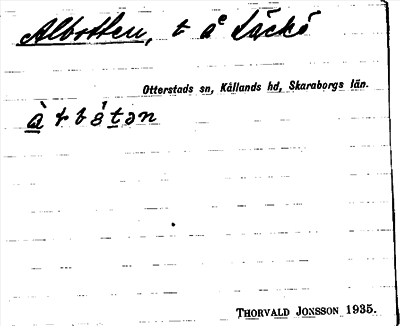 Albotten, t å Läckö
Otterstads sn, Kållands hd, Skaraborgs län.
THORVALD JONSSON 1935.